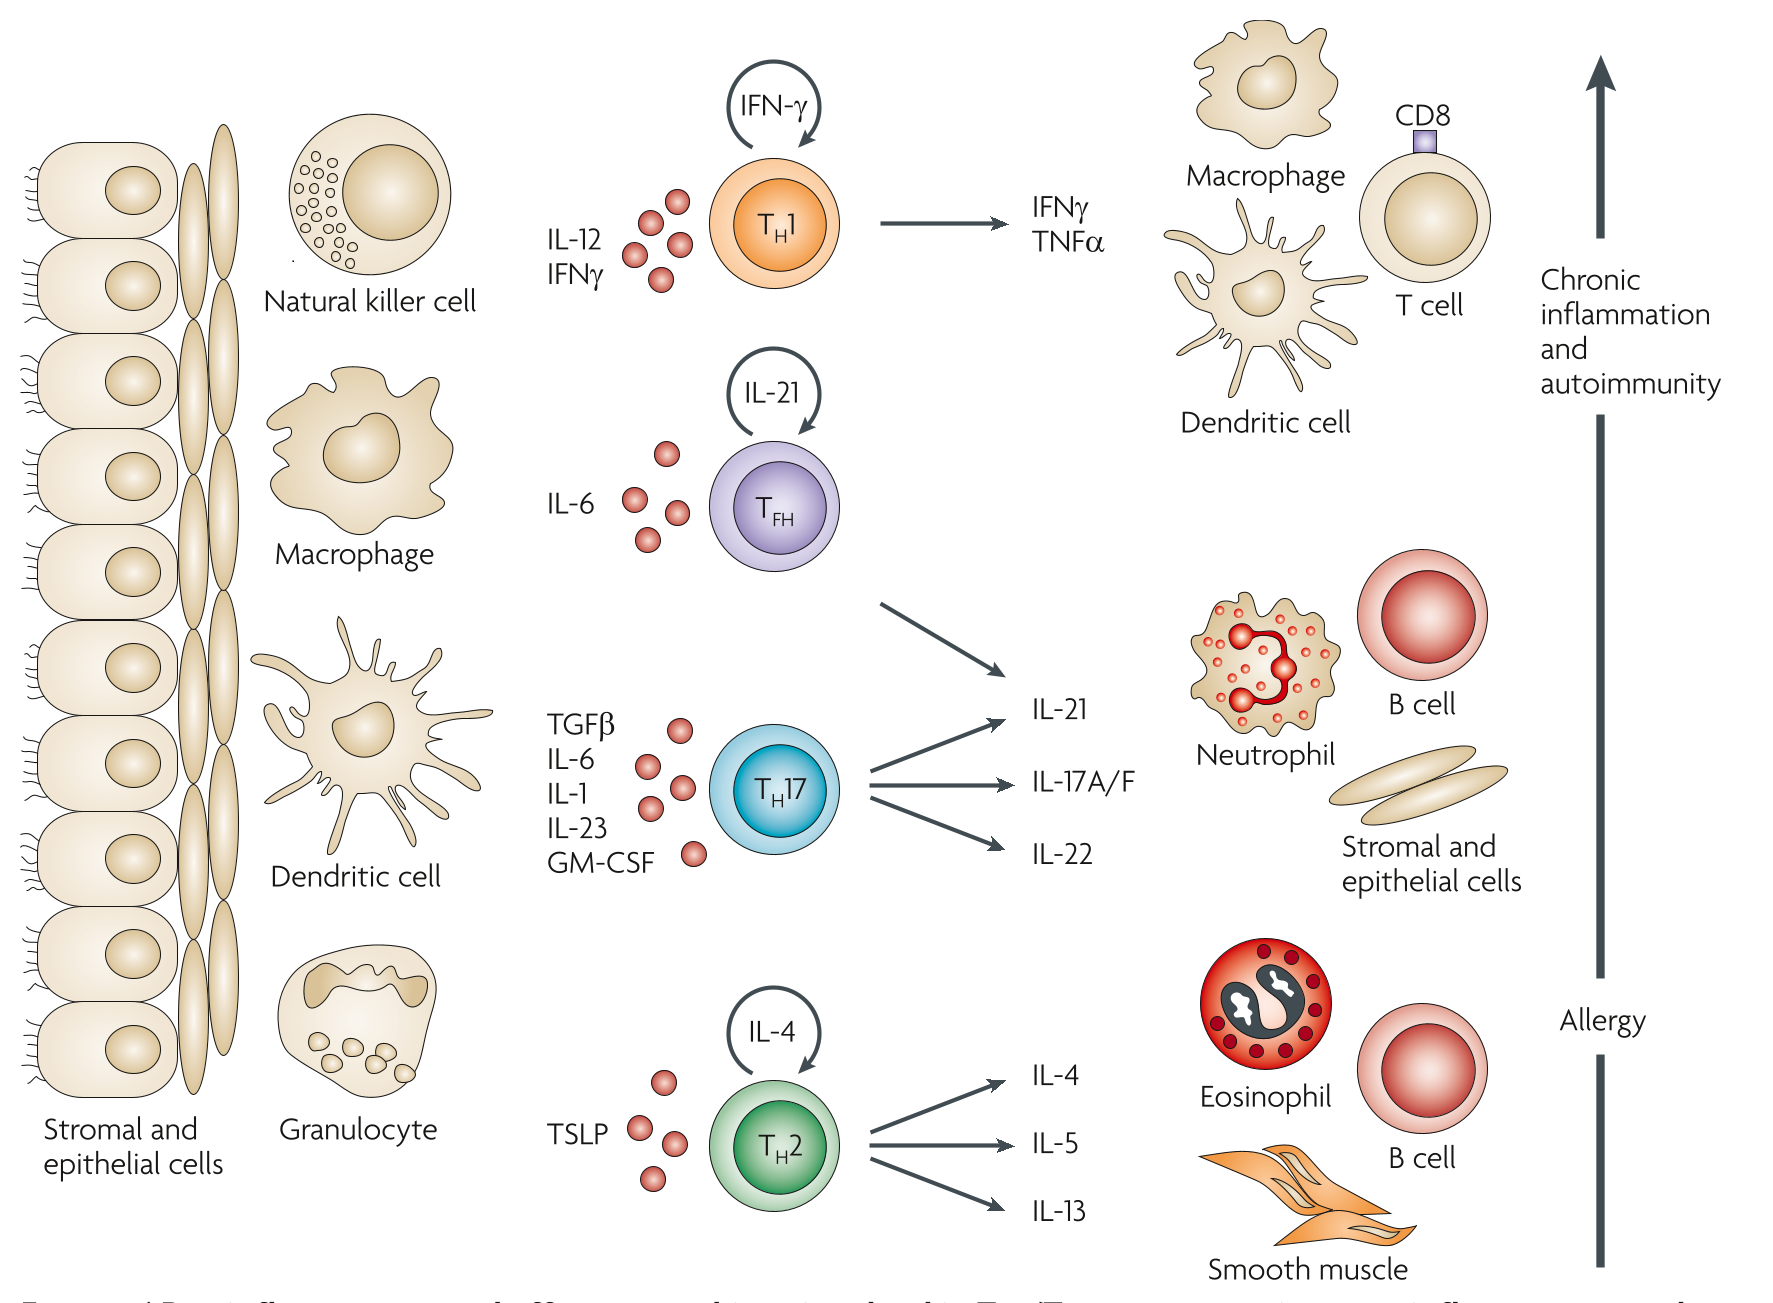 Natural killer cell
Macrophage
Dendritic cell
Granulocyte
Stromal and
epithelial cells
IFN-γ
TH1
IL-12
IFNγ
IFNγ
TNFα
IL-21
TFH
IL-6
TGFβ
IL-6
IL-1
IL-23
GM-CSF
TH17
IL-21
IL-17A/F
IL-22
IL-4
TSLP
TH2
IL-4
IL-5
IL-13
Macrophage
CD8
T cell
Dendritic cell
Neutrophil
B cell
Stromal and
epithelial cells
Eosinophil
B cell
Smooth muscle
Chronic
inflammation
and
autoimmunity
Allergy